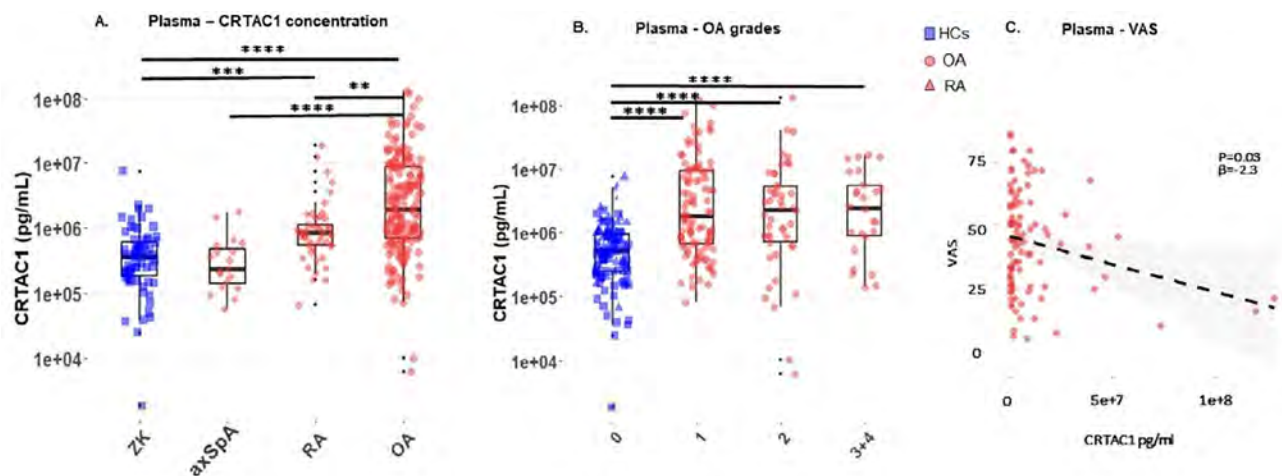 A. Plasma – CRTAC1 concentration
****
***
**
****
1e+08
1e+07
1e+06
1e+05
1e+04
CRTAC1 (pg/mL)
ZK
axSpA
RA
OA
B. Plasma - OA grades
****
****
****
1e+08
1e+07
1e+06
1e+05
1e+04
CRTAC1 (pg/mL)
0
1
2
3+4
HCs
OA
RA
C. Plasma - VAS
P=0.03
β=-2.3
75
50
25
0
VAS
0
5e+7
1e+8
CRTAC1 pg/ml